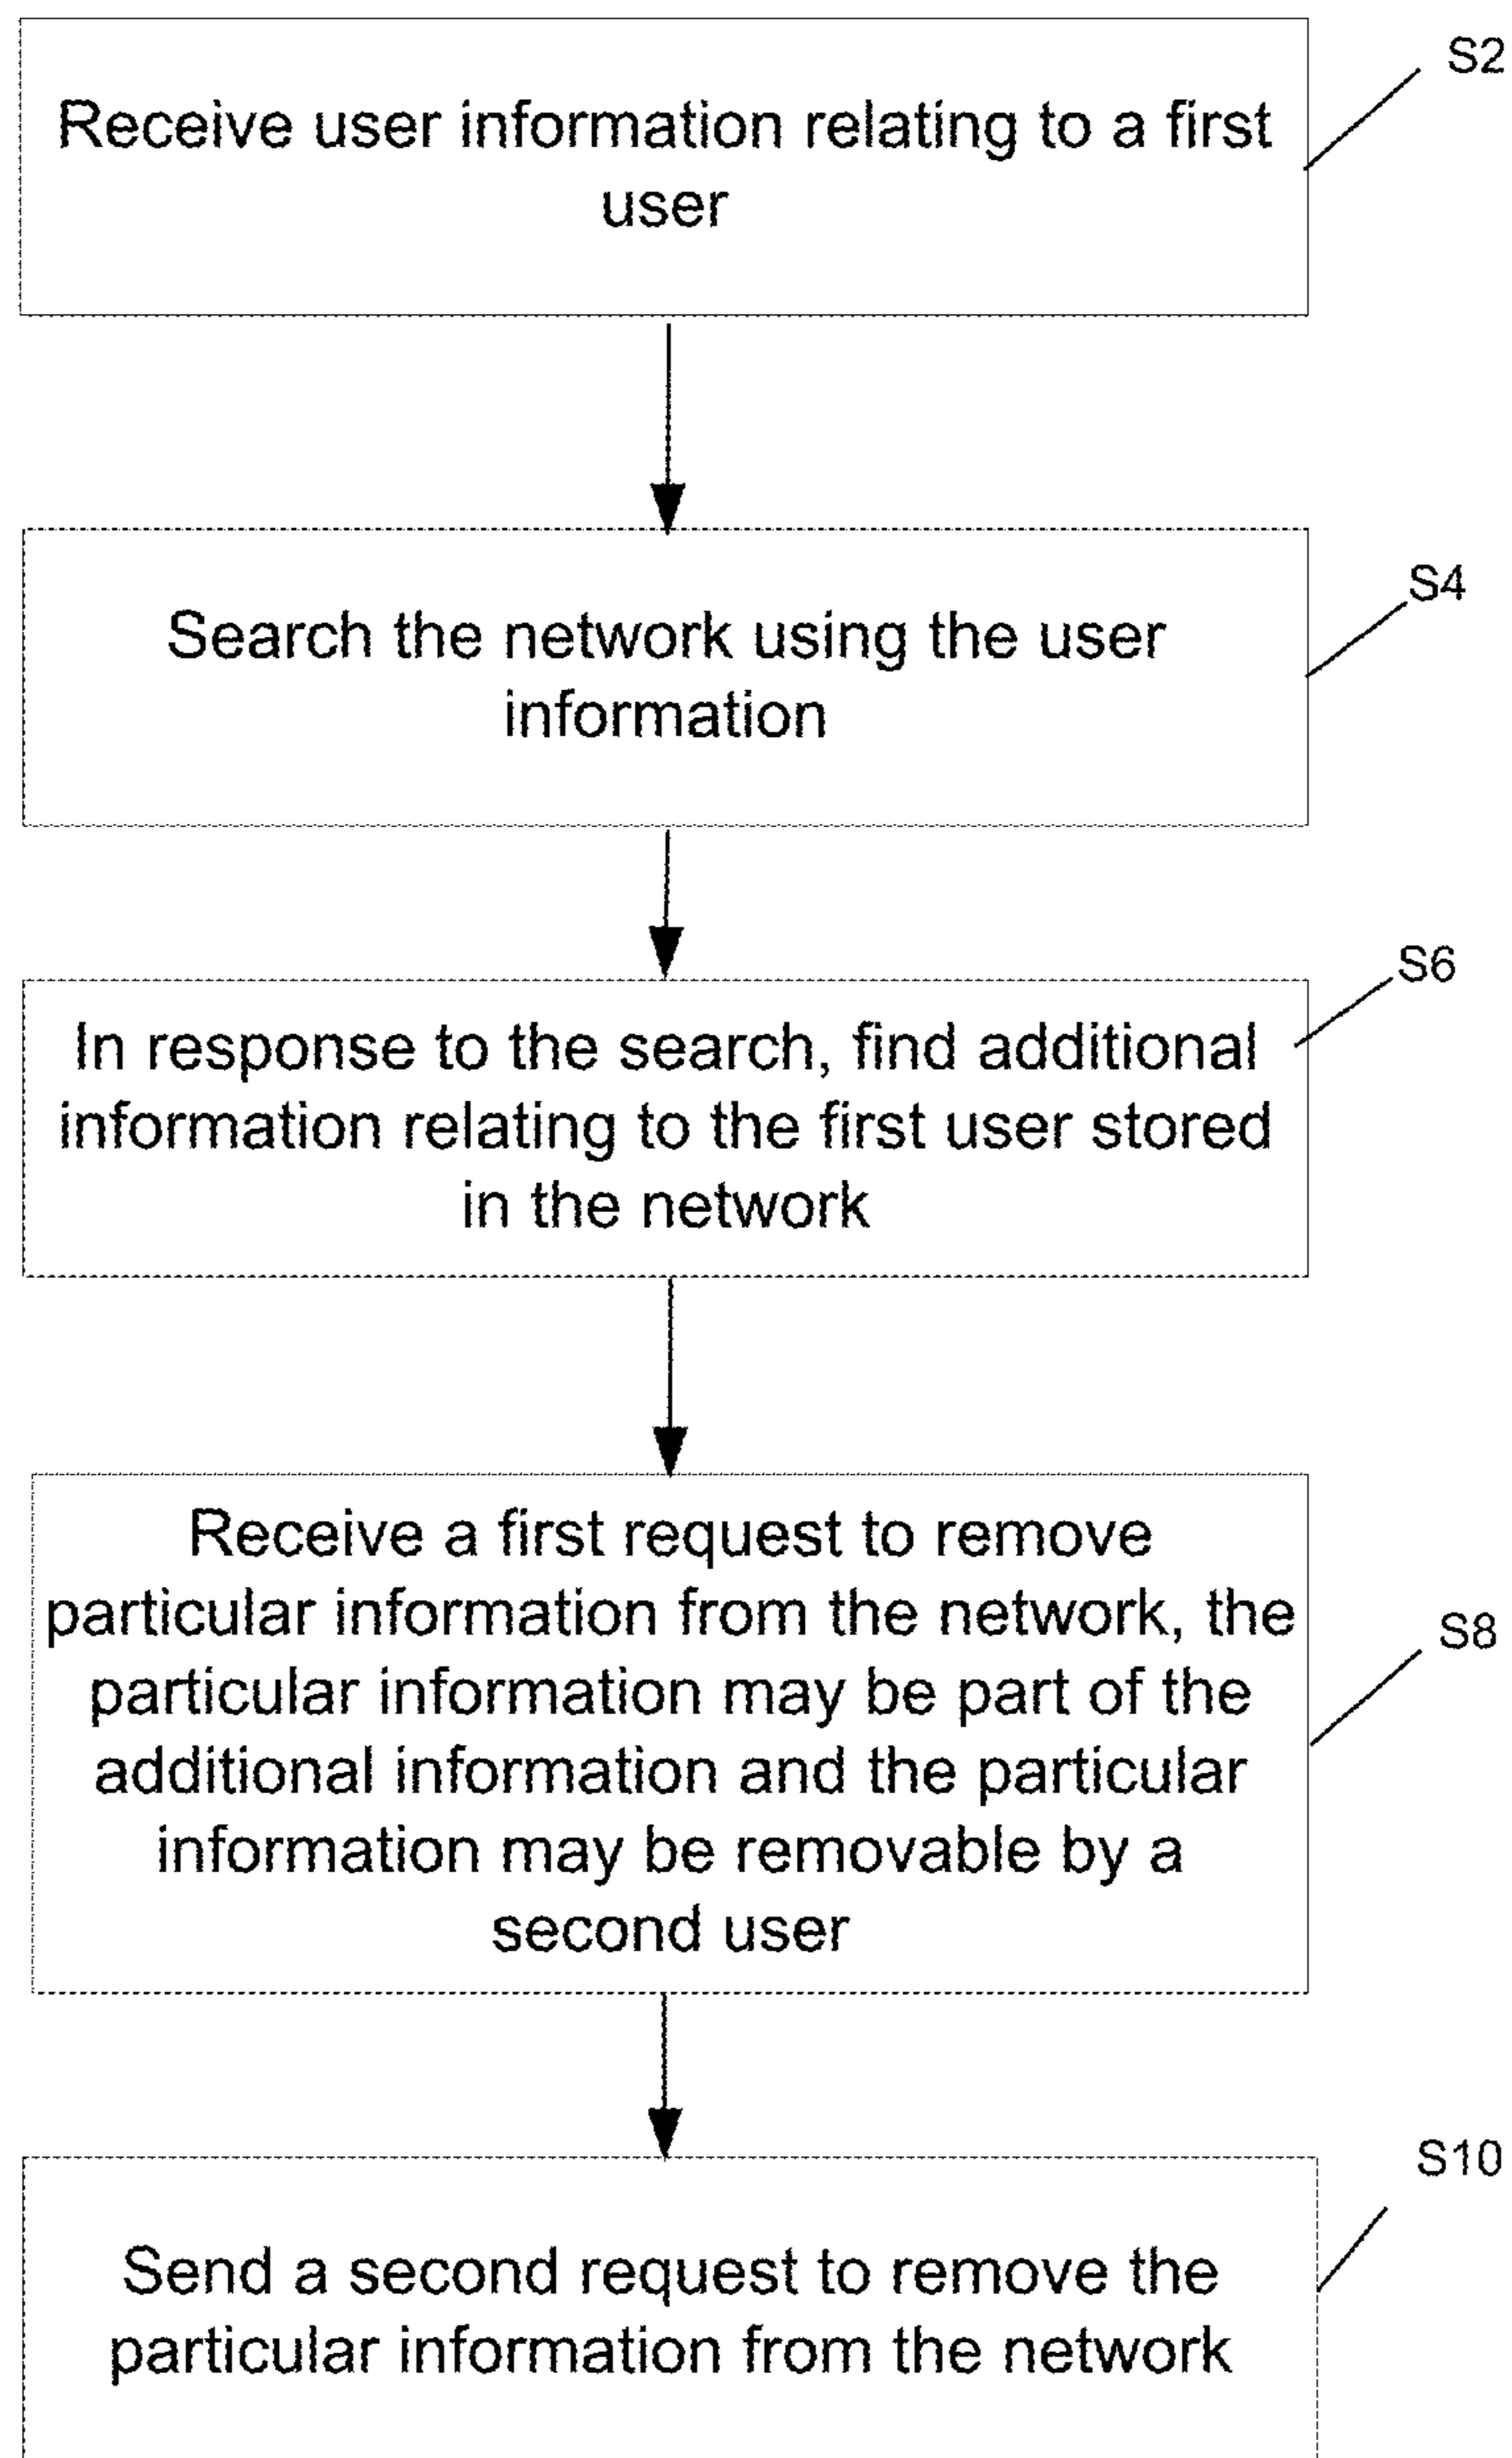 S2
Receive user information relating to a first
user
S4
Search the network using the user
information
S6
In response to the search, find additional
information relating to the first user stored
in the network
Receive a first request to remove
particular information from the network, the
S8
particular information may be part of the
additional information and the particular
information may be removable by a
second user
S10
Send a second request to remove the
particular information from the network